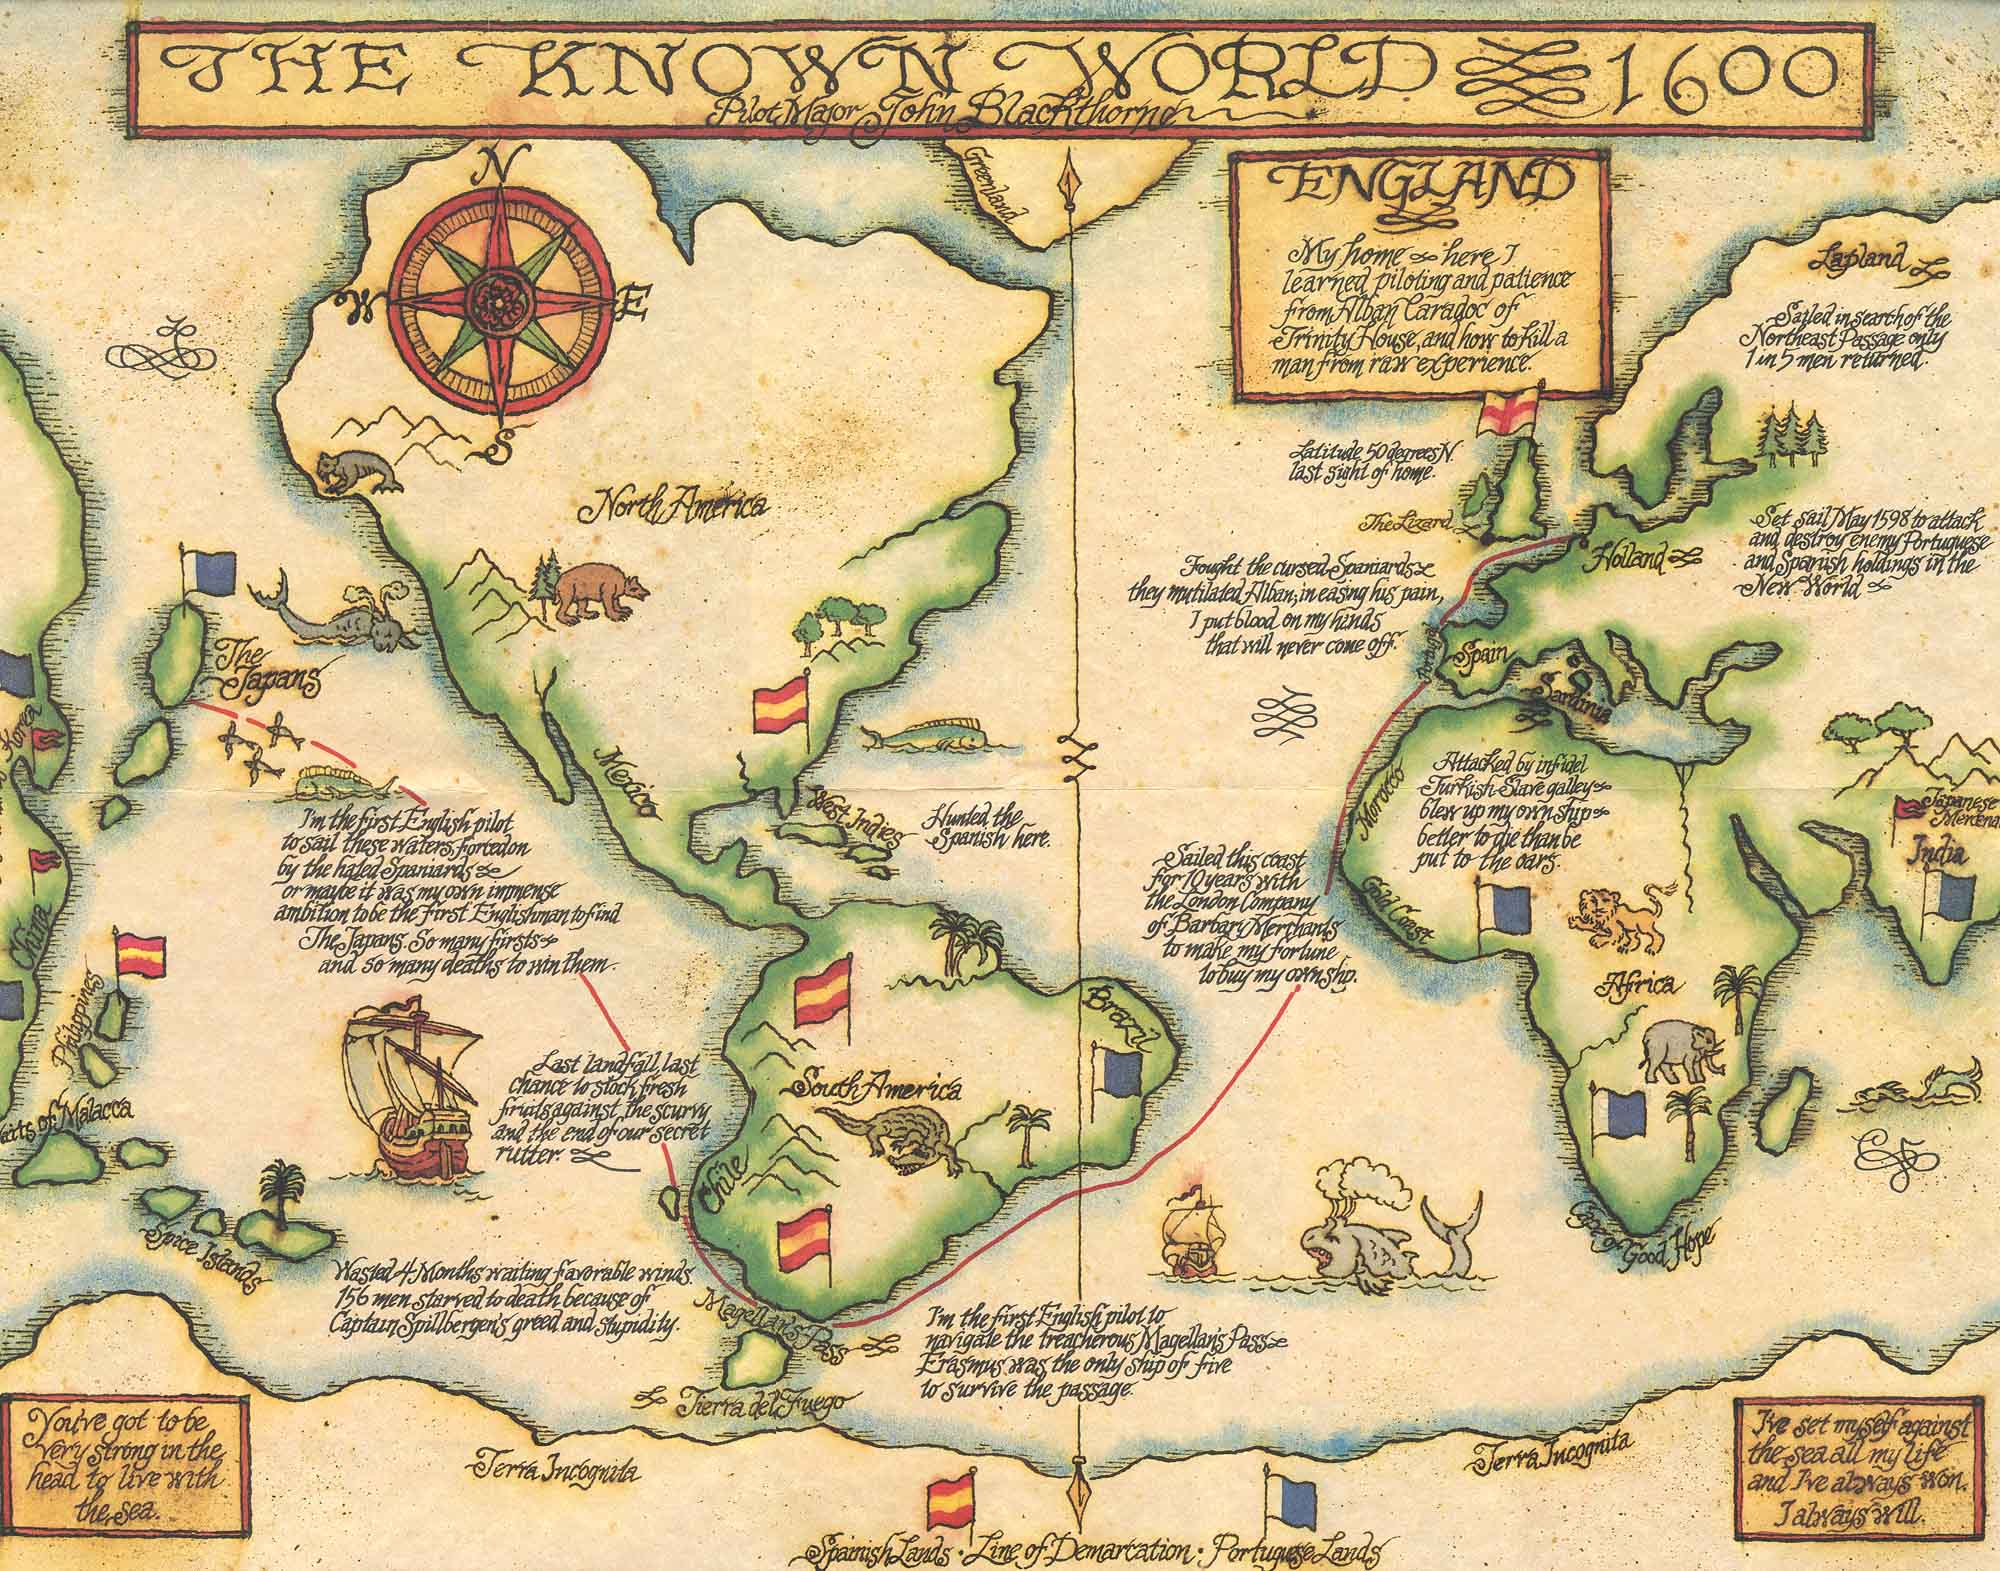 THE KNOWN WORLD 1600
Pilot Major John Blackthorne
N
W
E
S
Greenland
ENGLAND
My home here I
learned piloting and patience
from Alban Caradoc of
Trinity House, and how to kill a
man from raw experience.
Lapland
Sailed in search of the
Northeast Passage only
1 in 5 men returned.
Latitude 50 degrees N.
last sight of home.
The Lizard
Holland
Set sail May 1598 to attack
and destroy enemy Portuguese
and Spanish holdings in the
New World
Fought the cursed Spaniards
they mutilated Alban; in easing his pain,
I put blood on my hands
that will never come off.
Spain
Sardinia
North America
The
Japans
Korea
Mexico
West Indies
Hunted the
Spanish here.
Morocco
Attacked by infidel
Turkish Slave galley
blew up my own ship
better to die than be
put to the oars.
Japanese
India
I'm the first English pilot
to sail these waters, forced on
by the hated Spaniards
or maybe it was my own immense
ambition to be the first Englishman to find
The Japans. So many firsts
and so many deaths to win them.
Sailed this coast
for 10 years with
the London Company
of Barbary Merchants
to make my fortune
to buy my own ship.
Gold Coast
China
Philippines
Africa
Brazil
South America
Last landfall, last
chance to stock fresh
fruits against the scurvy
and the end of our secret
rutter.
Chile
of Malacca
Spice Islands
Good Hope
Wasted 4 Months waiting favorable winds.
156 men starved to death because of
Captain Spillbergen's greed and stupidity.
Magellan's Pass
I'm the first English pilot to
navigate the treacherous Magellan's Pass
Erasmus was the only ship of five
to survive the passage.
Tierra del Fuego
Terra Incognita
Terra Incognita
You've got to be
very strong in the
head to live with
the sea.
I've set myself against
the sea all my life
and I've always won.
I always will.
Spainish Lands · Line of Demarcation · Portuguese Lands